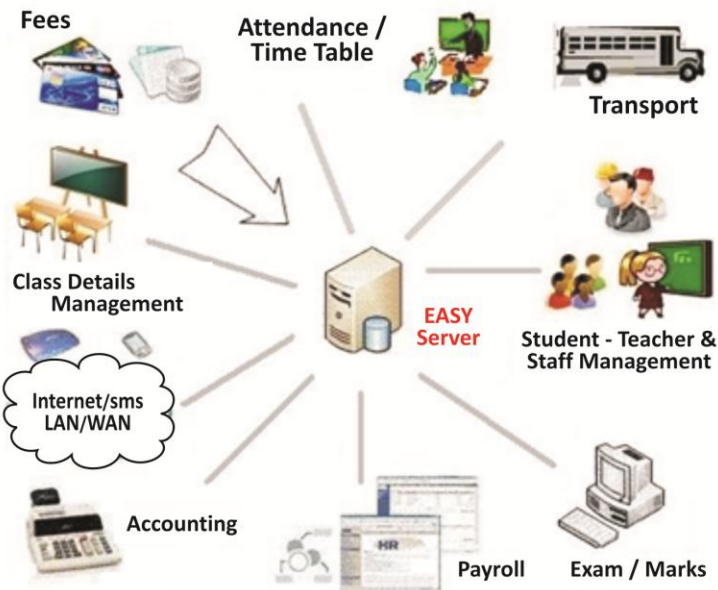 Fees
Attendance /
Time Table
Transport
Class Details
Management
EASY
Server
Student - Teacher &
Staff Management
Internet/sms
LAN/WAN
Accounting
HR
Payroll
Exam / Marks